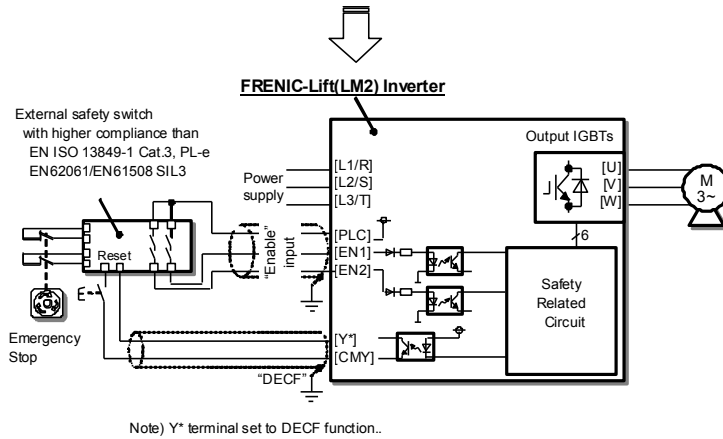 FRENIC-Lift(LM2) Inverter
External safety switch
with higher compliance than
EN ISO 13849-1 Cat.3, PL-e
EN62061/EN61508 SIL3
Output IGBTs
Power
supply
[L1/R]
[L2/S]
[L3/T]
[U]
[V]
[W]
M
3~
Reset
"Enable"
input
[PLC]
[EN1]
[EN2]
6
Safety
Related
Circuit
Emergency
Stop
[Y*]
[CMY]
"DECF"
Note) Y* terminal set to DECF function..